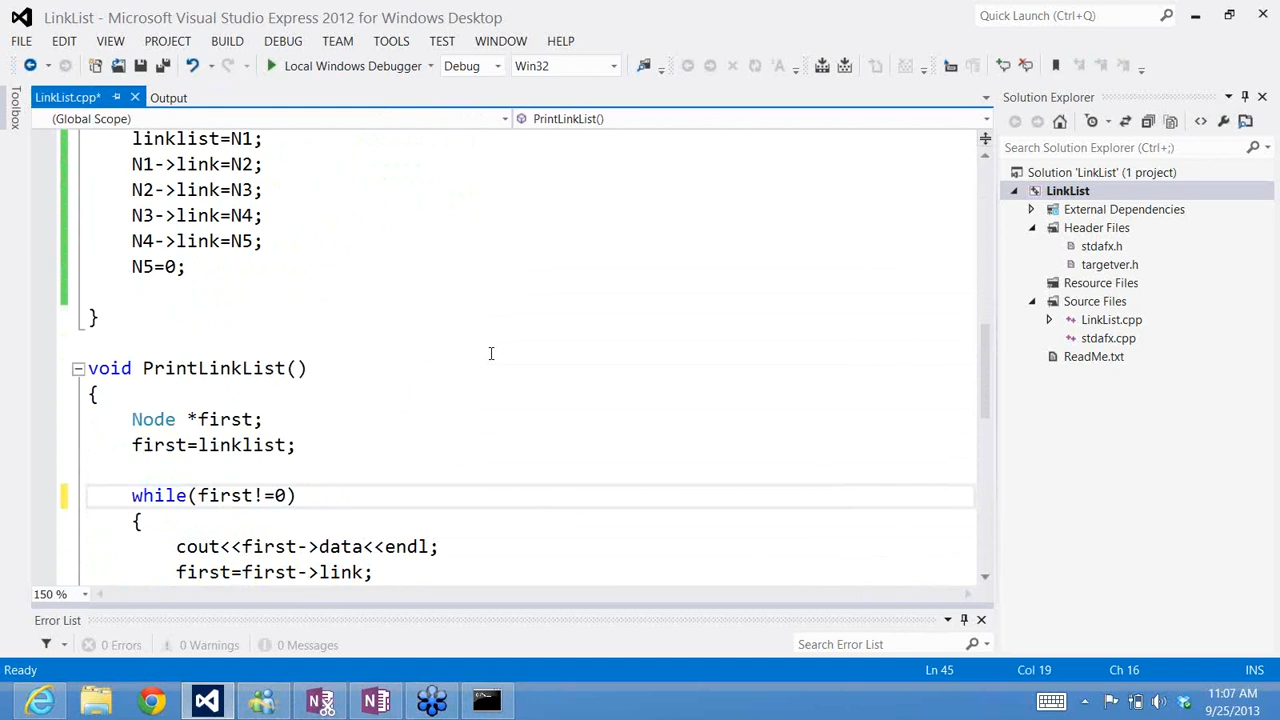 LinkList - Microsoft Visual Studio Express 2012 for Windows Desktop
Quick Launch (Ctrl+;)
FILE EDIT VIEW PROJECT BUILD DEBUG TEAM TOOLS TEST WINDOW HELP
Local Windows Debugger Debug Win32
LinkList.cpp* Output
Solution Explorer
Toolbox
(Global Scope) PrintLinkList()
Search Solution Explorer (Ctrl+;)
linklist=N1;
N1->link=N2;
N2->link=N3;
N3->link=N4;
N4->link=N5;
N5=0;
}
void PrintLinkList()
{
Node *first;
first=linklist;
while(first!=0)
{
cout<<first->data<<endl;
first=first->link;
Solution 'LinkList' (1 project)
LinkList
External Dependencies
Header Files
stdafx.h
targetver.h
Resource Files
Source Files
LinkList.cpp
stdafx.cpp
ReadMe.txt
150 %
Error List
0 Errors 0 Warnings 0 Messages
Search Error List
Ready Ln 45 Col 19 Ch 16 INS
11:07 AM
9/25/2013